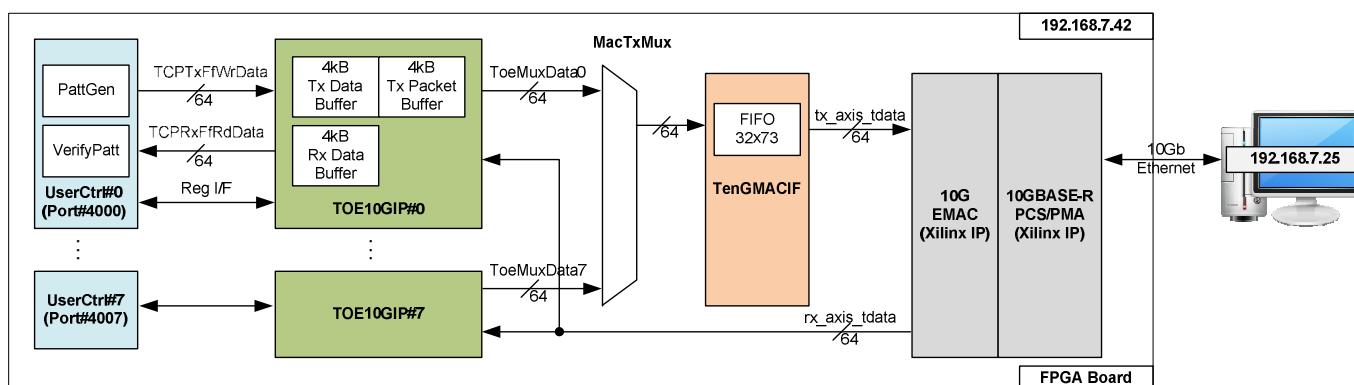 192.168.7.42
MacTxMux
PattGen
TCPTxFfWrData
64
4kB
Tx Data
Buffer
4kB
Tx Packet
Buffer
ToeMuxData0
64
64
FIFO
32x73
tx_axis_tdata
64
VerifyPatt
TCPRxFfRdData
64
4kB
Rx Data
Buffer
10Gb
Ethernet
192.168.7.25
UserCtrl#0
(Port#4000)
Reg I/F
TOE10GIP#0
TenGMACIF
10G
EMAC
(Xilinx IP)
10GBASE-R
PCS/PMA
(Xilinx IP)
UserCtrl#7
(Port#4007)
TOE10GIP#7
ToeMuxData7
64
rx_axis_tdata
64
FPGA Board